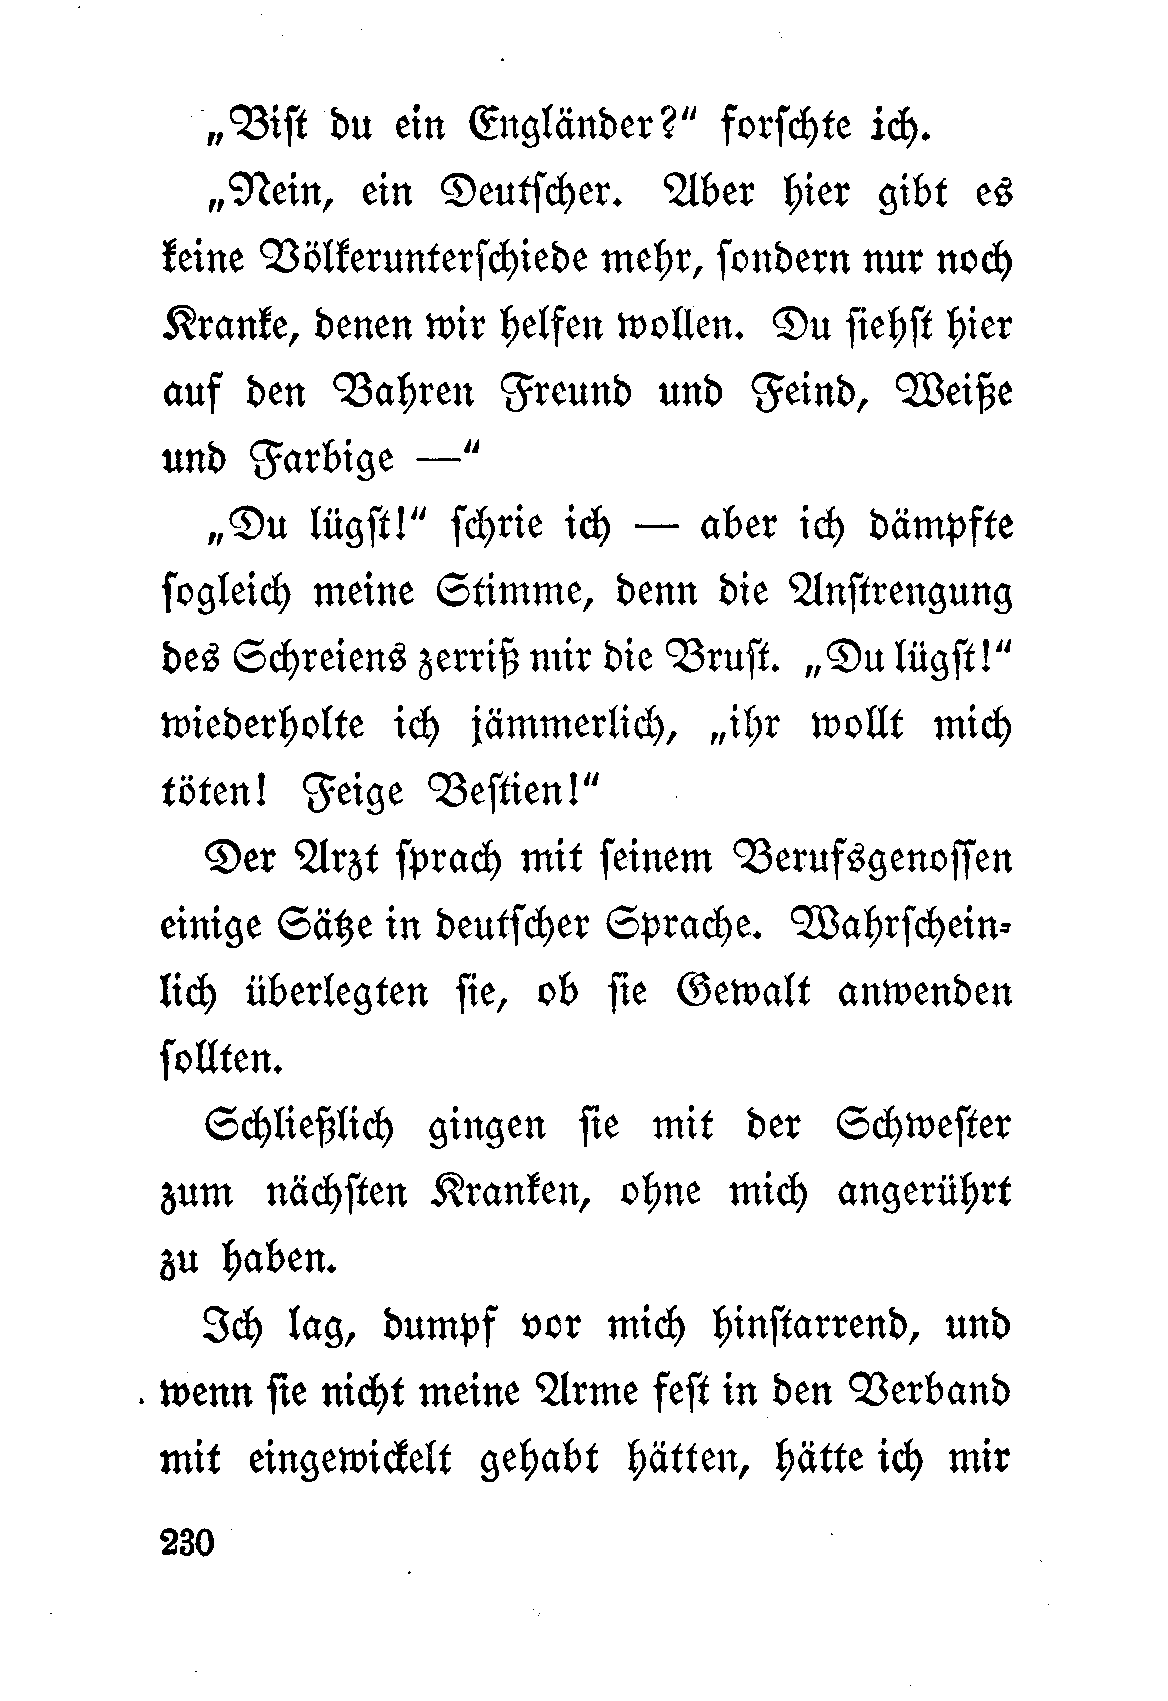 „Biſt du ein Engländer?“ forſchte ich.
„Nein, ein Deutſcher. Aber hier gibt es
keine Völkerunterſchiede mehr, ſondern nur noch
Kranke, denen wir helfen wollen. Du ſiehſt hier
auf den Bahren Freund und Feind, Weiße
und Farbige —“
„Du lügſt!“ ſchrie ich — aber ich dämpfte
ſogleich meine Stimme, denn die Anſtrengung
des Schreiens zerriß mir die Bruſt. „Du lügſt!“
wiederholte ich jämmerlich, „ihr wollt mich
töten! Feige Beſtien!“
Der Arzt ſprach mit ſeinem Berufsgenoſſen
einige Sätze in deutſcher Sprache. Wahrſchein-
lich überlegten ſie, ob ſie Gewalt anwenden
ſollten.
Schließlich gingen ſie mit der Schweſter
zum nächſten Kranken, ohne mich angerührt
zu haben.
Ich lag, dumpf vor mich hinſtarrend, und
wenn ſie nicht meine Arme feſt in den Verband
mit eingewickelt gehabt hätten, hätte ich mir
230